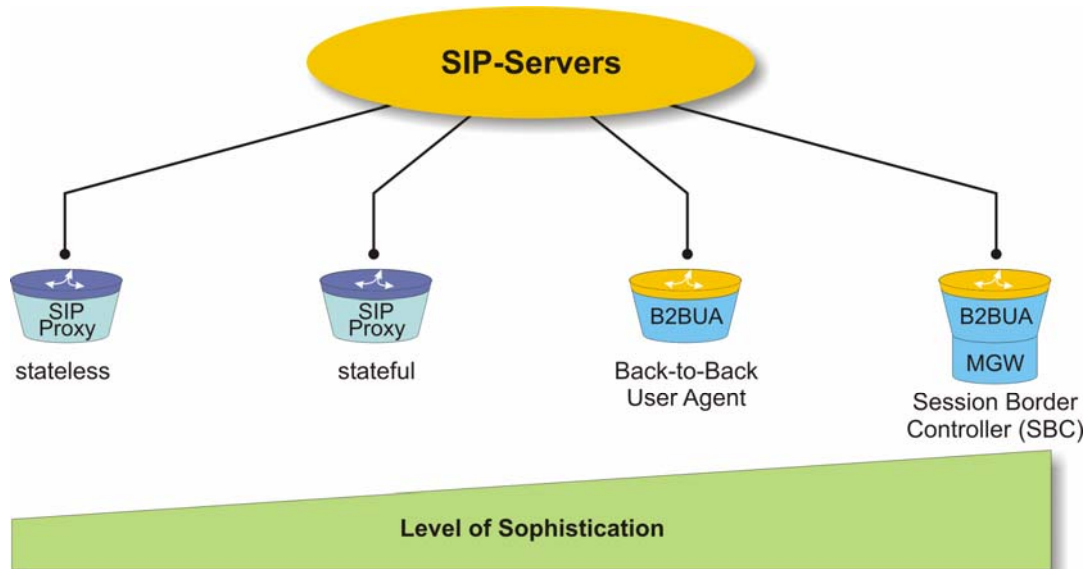 SIP-Servers
SIP
Proxy
stateless
SIP
Proxy
stateful
B2BUA
Back-to-Back
User Agent
B2BUA
MGW
Session Border
Controller (SBC)
Level of Sophistication